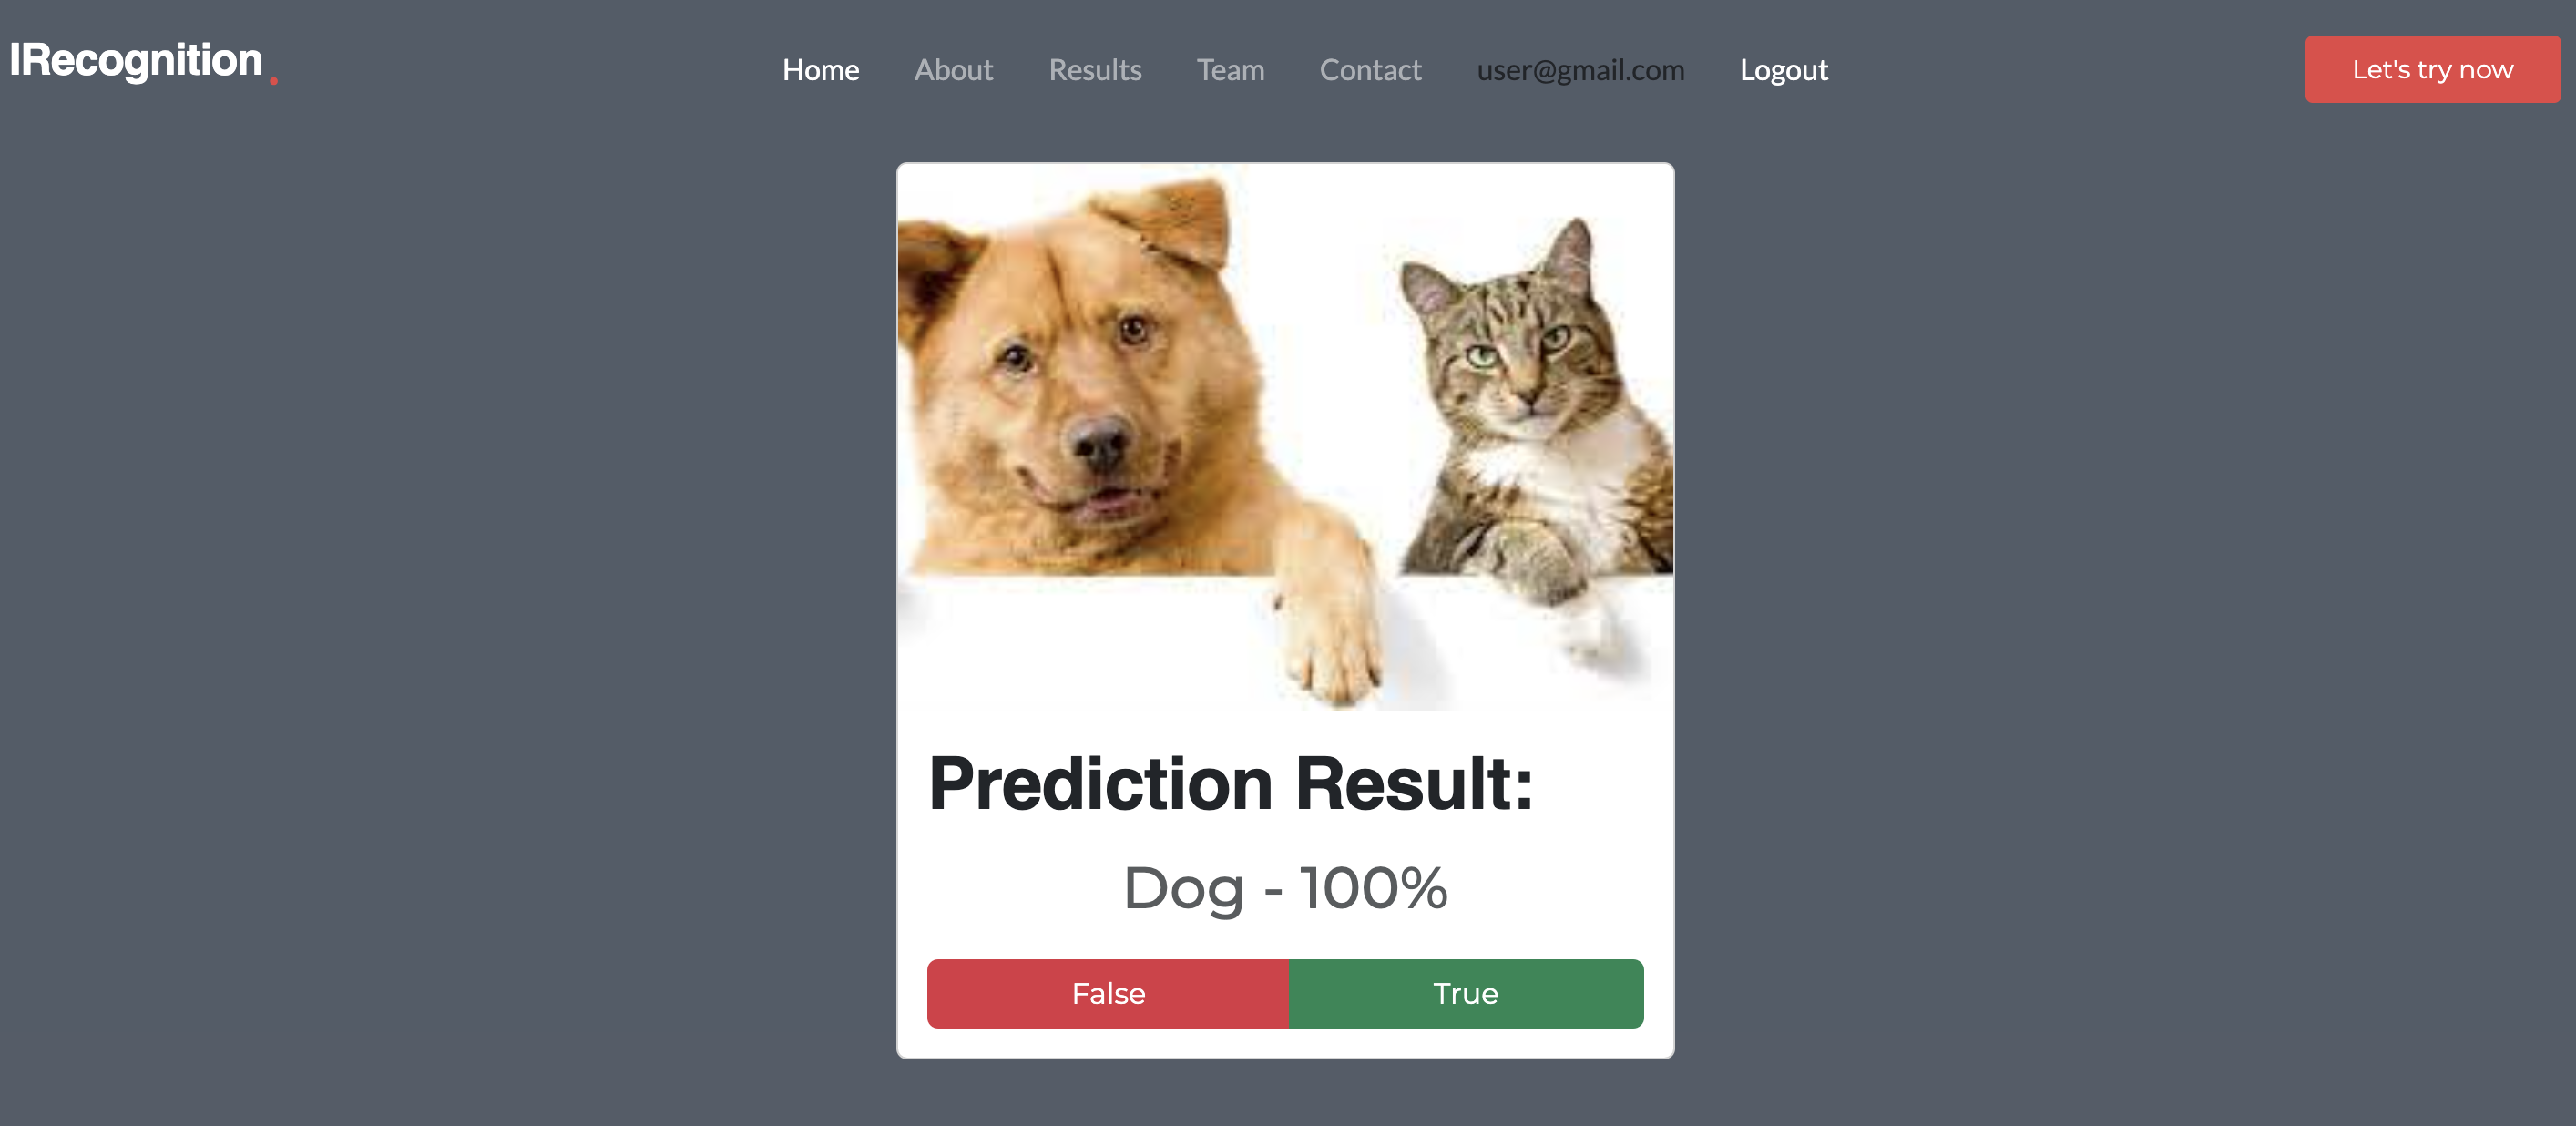 IRecognition.
Home About Results Team Contact user@gmail.com Logout
Let's try now
Prediction Result:
Dog - 100%
False True